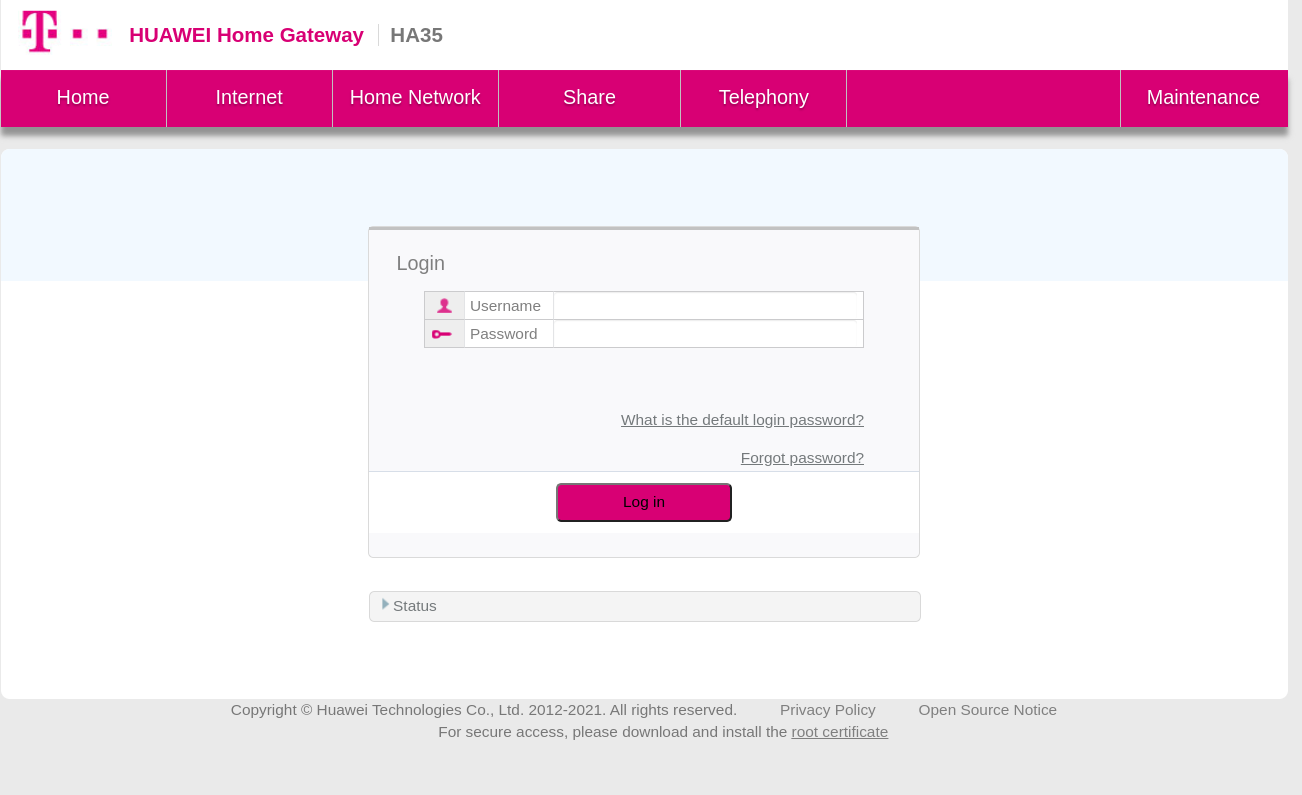 T HUAWEI Home Gateway HA35
Home Internet Home Network Share Telephony Maintenance
Login
Username
Password
What is the default login password?
Forgot password?
Log in
Status
Copyright © Huawei Technologies Co., Ltd. 2012-2021. All rights reserved. Privacy Policy Open Source Notice
For secure access, please download and install the root certificate